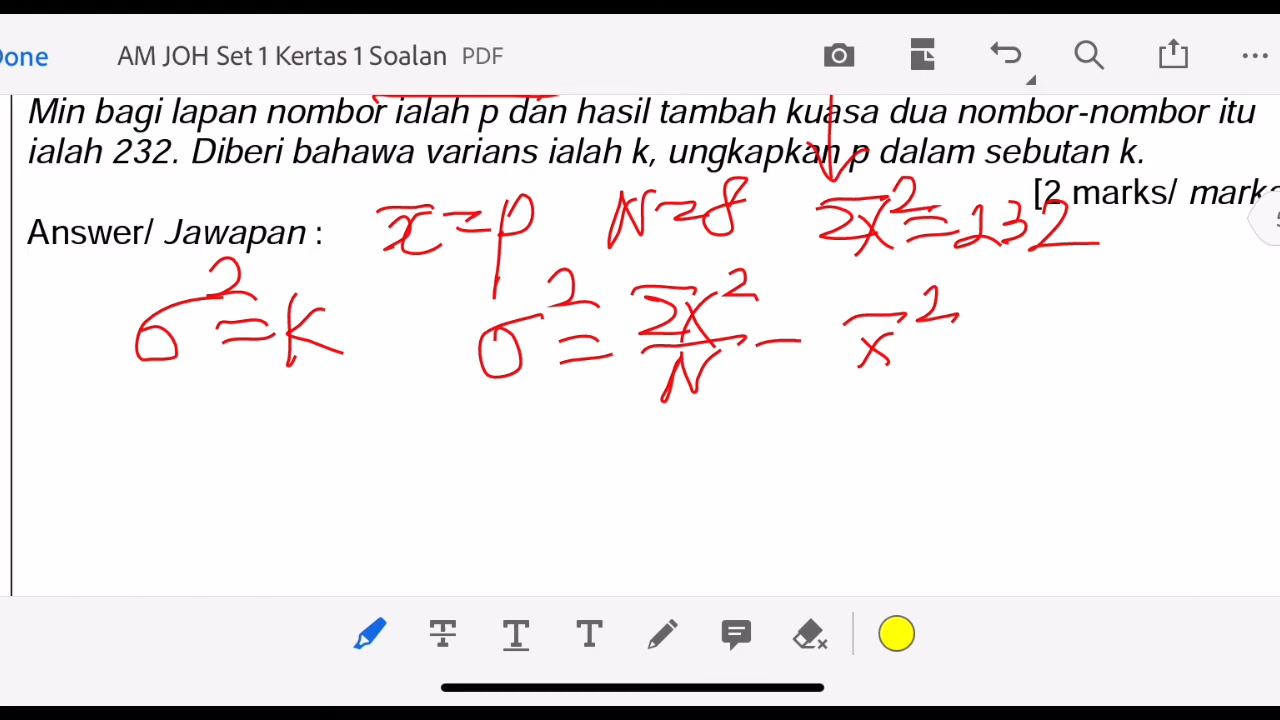 Done
AM JOH Set 1 Kertas 1 Soalan PDF
Min bagi lapan nombor ialah p dan hasil tambah kuasa dua nombor-nombor itu
ialah 232. Diberi bahawa varians ialah k, ungkapkan p dalam sebutan k.
[2 marks/ mark
Answer/ Jawapan : x̄ = p N = 8 Σx² = 232
σ² = k σ² = Σx²/N - x̄²
5
T T T